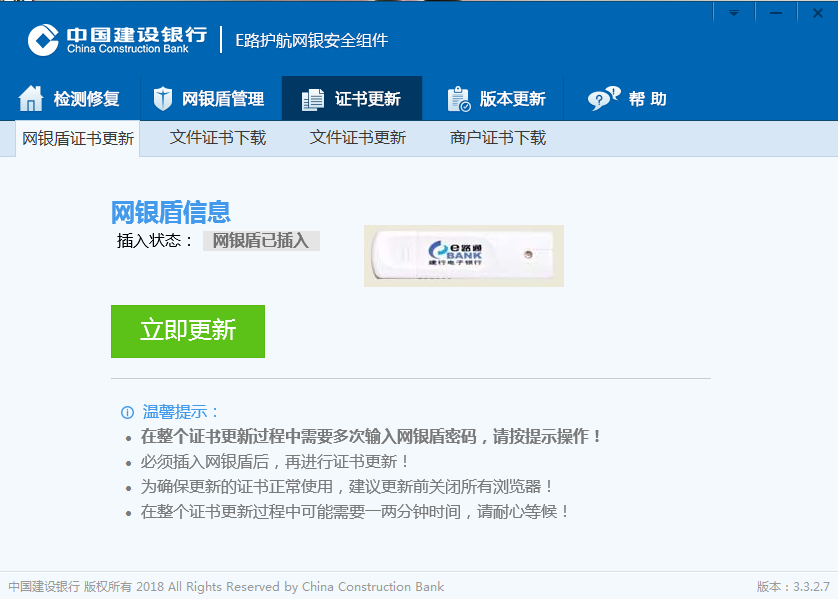 中国建设银行
China Construction Bank
E路护航网银安全组件
检测修复 网银盾管理 证书更新 版本更新 帮 助
网银盾证书更新 文件证书下载 文件证书更新 商户证书下载
网银盾信息
插入状态： 网银盾已插入
e路通
BANK
建行电子银行
立即更新
温馨提示：
在整个证书更新过程中需要多次输入网银盾密码，请按提示操作！
必须插入网银盾后，再进行证书更新！
为确保更新的证书正常使用，建议更新前关闭所有浏览器！
在整个证书更新过程中可能需要一两分钟时间，请耐心等候！
中国建设银行 版权所有 2018 All Rights Reserved by China Construction Bank 版本：3.3.2.7